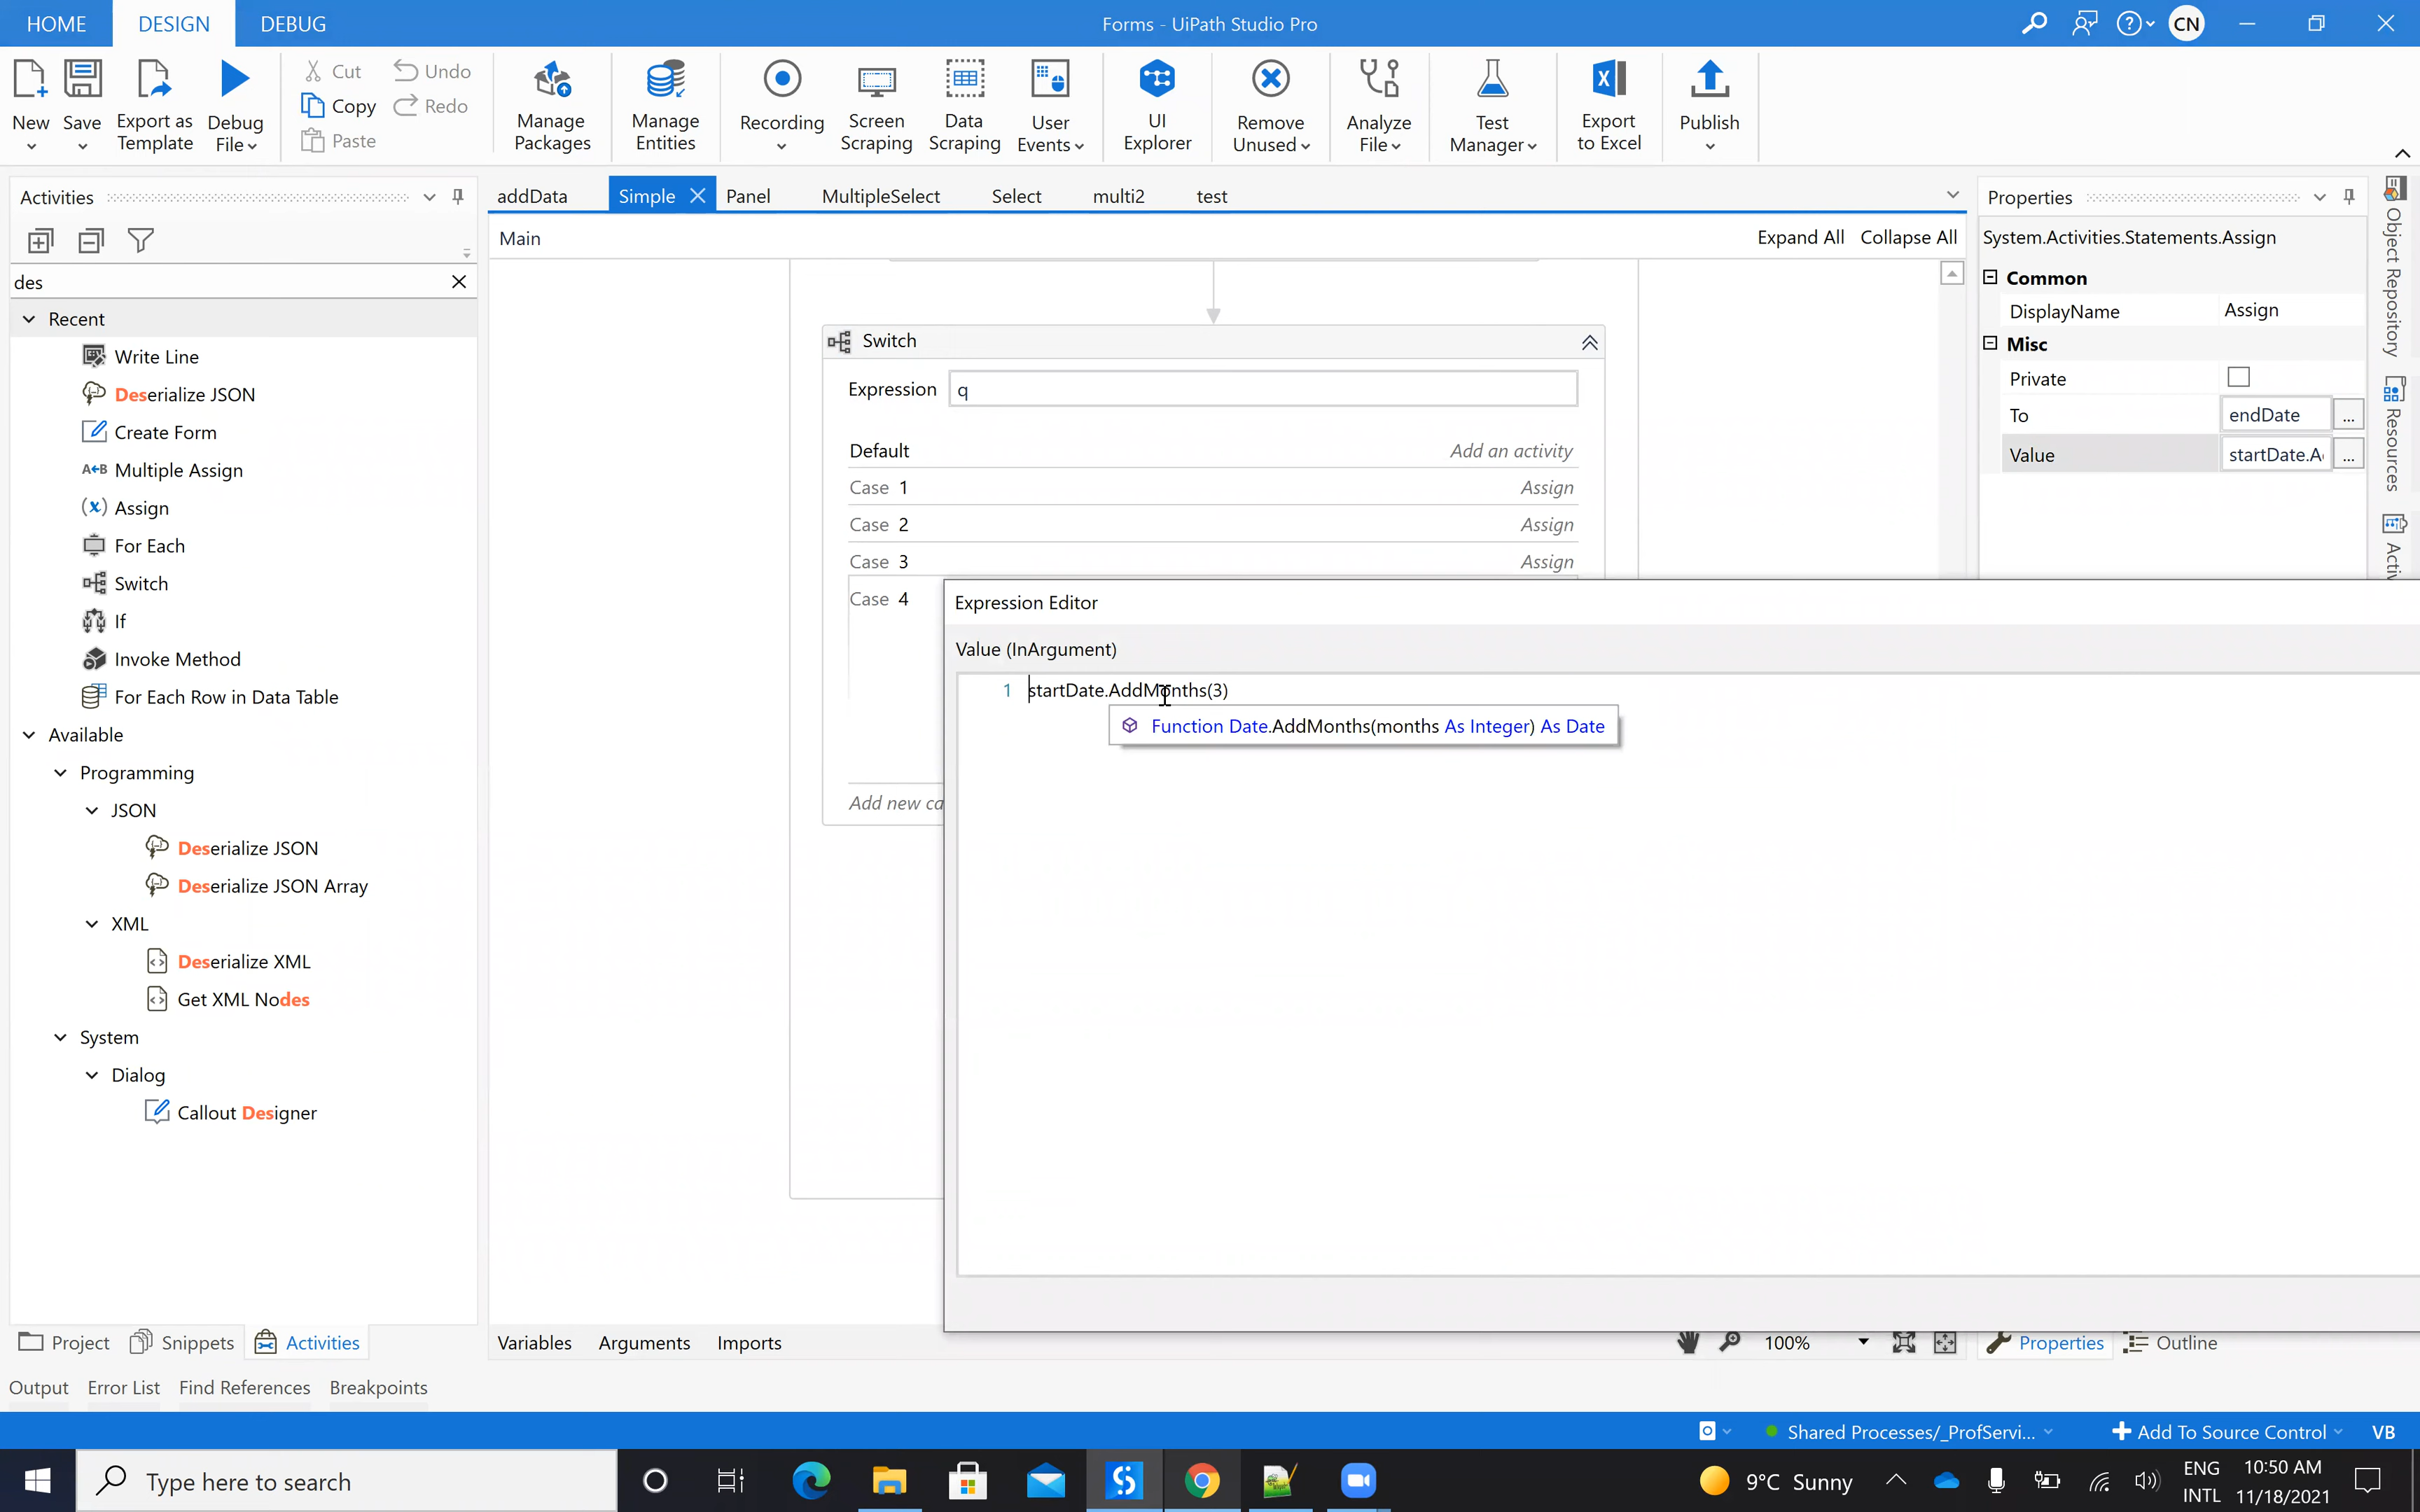 HOME DESIGN DEBUG
Forms - UiPath Studio Pro
CN
New
Save
Export as Template
Debug File
Cut
Copy
Paste
Undo
Redo
Manage Packages
Manage Entities
Recording
Screen Scraping
Data Scraping
User Events
UI Explorer
Remove Unused
Analyze File
Test Manager
Export to Excel
Publish
Activities
des
Recent
Write Line
Deserialize JSON
Create Form
A B Multiple Assign
(x) Assign
For Each
Switch
If
Invoke Method
For Each Row in Data Table
Available
Programming
JSON
Deserialize JSON
Deserialize JSON Array
XML
Deserialize XML
Get XML Nodes
System
Dialog
Callout Designer
addData Simple Panel MultipleSelect Select multi2 test
Main
Expand All Collapse All
Switch
Expression q
Default Add an activity
Case 1 Assign
Case 2 Assign
Case 3 Assign
Case 4
Add new ca
Expression Editor
Value (InArgument)
1 startDate.AddMonths(3)
Function Date.AddMonths(months As Integer) As Date
Properties
System.Activities.Statements.Assign
Common
DisplayName Assign
Misc
Private
To endDate ...
Value startDate.A ...
Object Repository
Resources
Activ
Project Snippets Activities
Variables Arguments Imports
100%
Properties Outline
Output Error List Find References Breakpoints
Shared Processes/_ProfServi...
Add To Source Control
VB
Type here to search
9°C Sunny
ENG
INTL
10:50 AM
11/18/2021